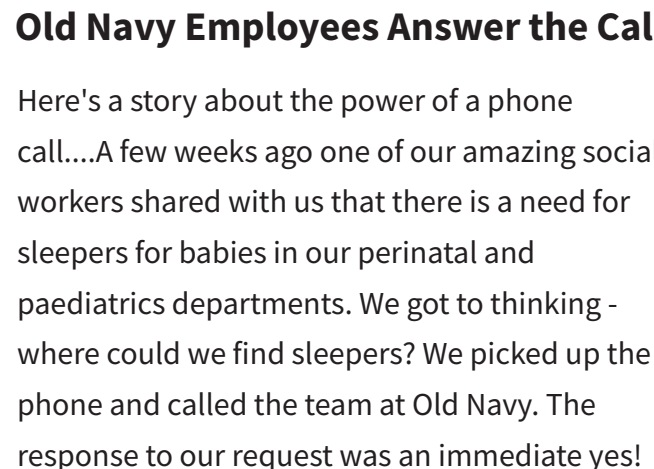 Old Navy Employees Answer the Cal
Here's a story about the power of a phone
call....A few weeks ago one of our amazing socia
workers shared with us that there is a need for
sleepers for babies in our perinatal and
paediatrics departments. We got to thinking -
where could we find sleepers? We picked up the
phone and called the team at Old Navy. The
response to our request was an immediate yes!